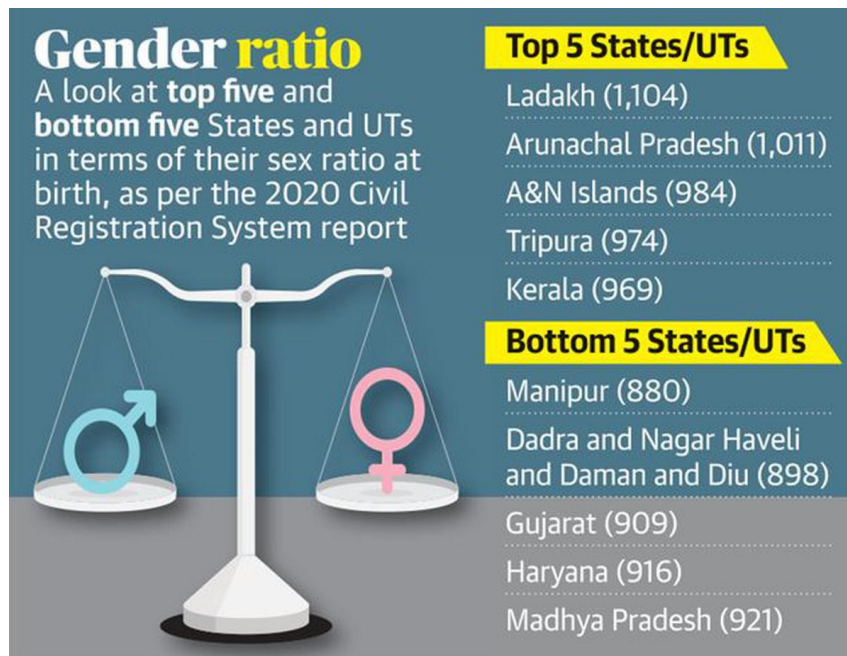 Gender ratio
A look at top five and
bottom five States and UTs
in terms of their sex ratio at
birth, as per the 2020 Civil
Registration System report
Top 5 States/UTs
Ladakh (1,104)
Arunachal Pradesh (1,011)
A&N Islands (984)
Tripura (974)
Kerala (969)
Bottom 5 States/UTs
Manipur (880)
Dadra and Nagar Haveli
and Daman and Diu (898)
Gujarat (909)
Haryana (916)
Madhya Pradesh (921)